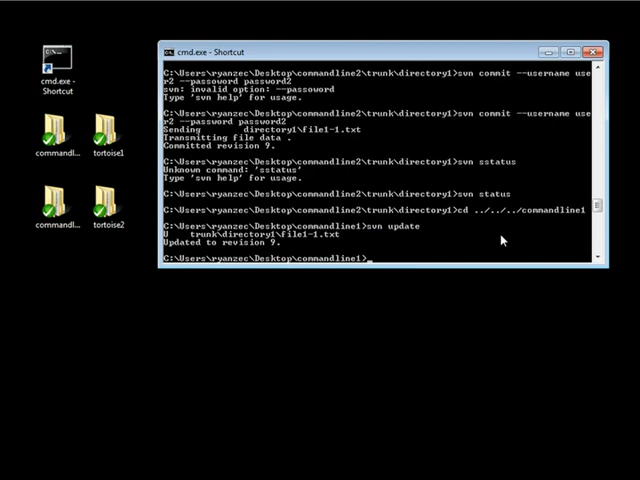 cmd.exe - Shortcut
C:\Users\ryanzec\Desktop\commandline2\trunk\directory1>svn commit --username use
r2 --passoword password2
svn: invalid option: --passoword
Type 'svn help' for usage.
C:\Users\ryanzec\Desktop\commandline2\trunk\directory1>svn commit --username use
r2 --password password2
Sending        directory1\file1-1.txt
Transmitting file data .
Committed revision 9.
C:\Users\ryanzec\Desktop\commandline2\trunk\directory1>svn sstatus
Unknown command: 'sstatus'
Type 'svn help' for usage.
C:\Users\ryanzec\Desktop\commandline2\trunk\directory1>svn status
C:\Users\ryanzec\Desktop\commandline2\trunk\directory1>cd ../../../commandline1
C:\Users\ryanzec\Desktop\commandline1>svn update
U    trunk\directory1\file1-1.txt
Updated to revision 9.
C:\Users\ryanzec\Desktop\commandline1>_
cmd.exe -
Shortcut
commandl...
tortoise1
commandl...
tortoise2